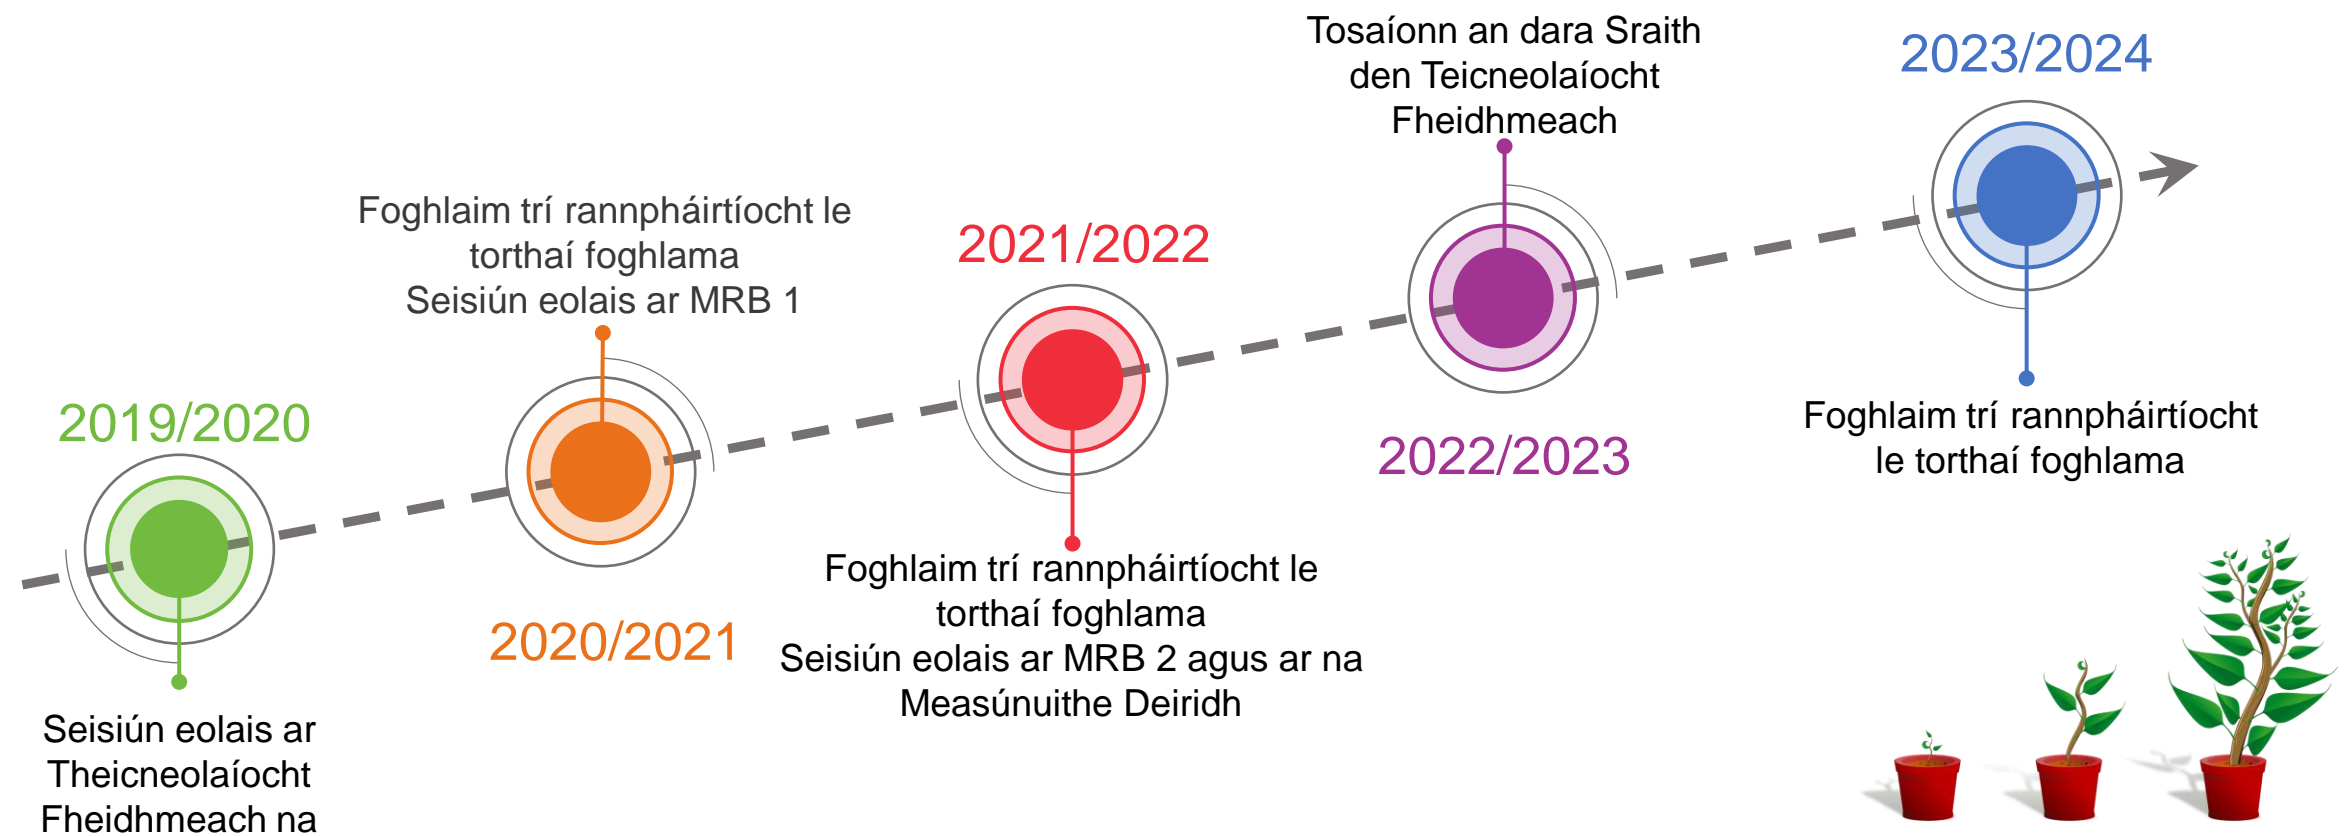 2019/2020
Seisiún eolais ar
Theicneolaíocht
Fheidhmeach na
Foghlaim trí rannpháirtíocht le
torthaí foghlama
Seisiún eolais ar MRB 1
2020/2021
2021/2022
Foghlaim trí rannpháirtíocht le
torthaí foghlama
Seisiún eolais ar MRB 2 agus ar na
Measúnuithe Deiridh
Tosaíonn an dara Sraith
den Teicneolaíocht
Fheidhmeach
2022/2023
2023/2024
Foghlaim trí rannpháirtíocht
le torthaí foghlama